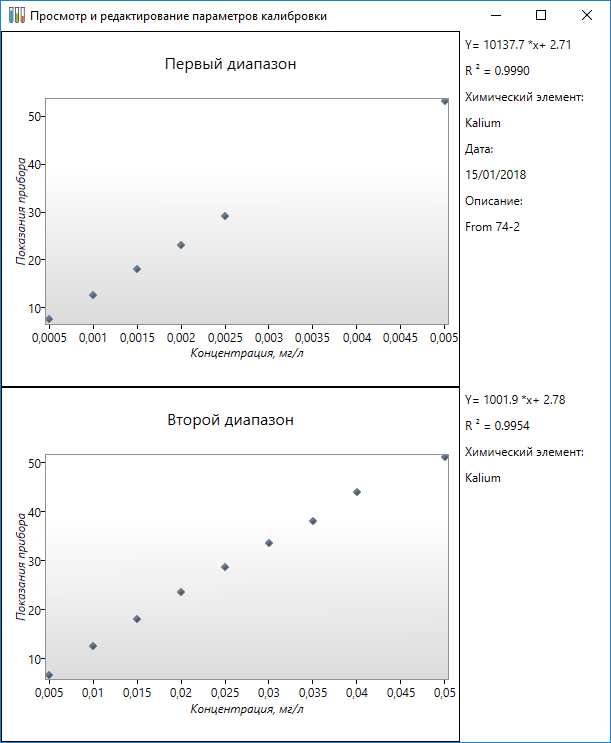 Просмотр и редактирование параметров калибровки
Первый диапазон
Показания прибора
50
40
30
20
10
0,0005 0,001 0,0015 0,002 0,0025 0,003 0,0035 0,004 0,0045 0,005
Концентрация, мг/л
Y= 10137.7 *x+ 2.71
R ² = 0.9990
Химический элемент:
Kalium
Дата:
15/01/2018
Описание:
From 74-2
Второй диапазон
Показания прибора
50
40
30
20
10
0,005 0,01 0,015 0,02 0,025 0,03 0,035 0,04 0,045 0,05
Концентрация, мг/л
Y= 1001.9 *x+ 2.78
R ² = 0.9954
Химический элемент:
Kalium